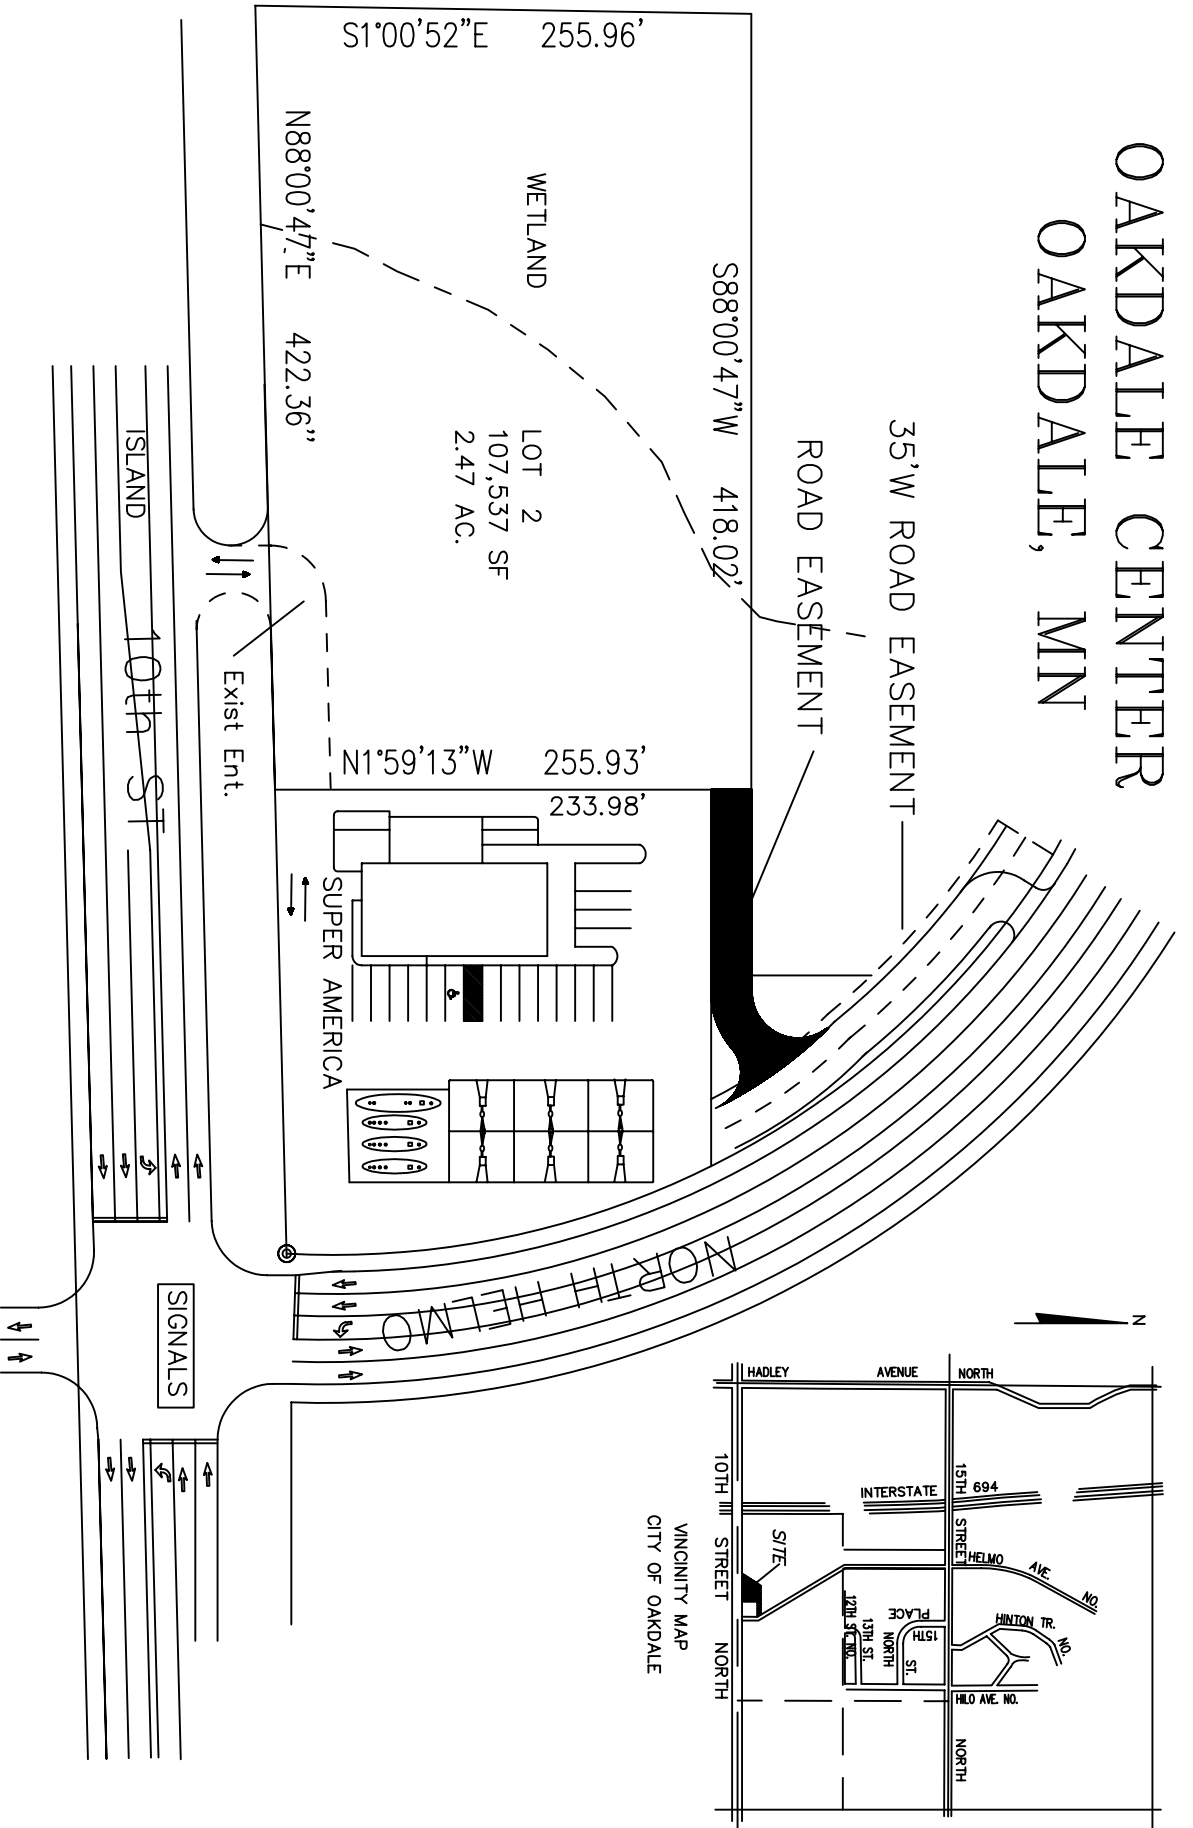 OAKDALE CENTER
OAKDALE, MN
35'W ROAD EASEMENT
ROAD EASEMENT
S88°00'47"W 418.02'
S1°00'52"E 255.96'
WETLAND
LOT 2
107,537 SF
2.47 AC.
N1°59'13"W 255.93'
233.98'
N88°00'47"E 422.36"
Exist Ent.
SUPER AMERICA
ISLAND
10th ST
NORTH HELMO
SIGNALS
N
HADLEY AVENUE NORTH
INTERSTATE 694
15TH STREET NORTH
HELMO AVE. NO.
HINTON TR. NO.
15TH PLACE
NORTH ST.
13TH ST.
12TH ST. NO.
HILO AVE. NO.
SITE
10TH STREET NORTH
VINCINITY MAP
CITY OF OAKDALE